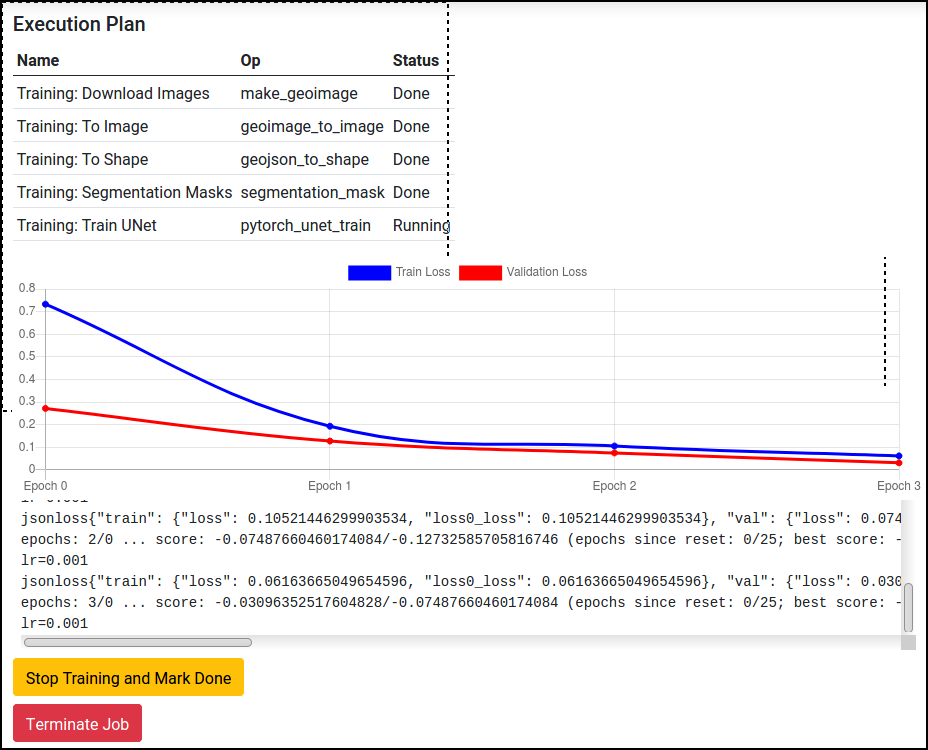 Execution Plan
Name Op Status
Training: Download Images make_geoimage Done
Training: To Image geoimage_to_image Done
Training: To Shape geojson_to_shape Done
Training: Segmentation Masks segmentation_mask Done
Training: Train UNet pytorch_unet_train Running
Train Loss Validation Loss
0.8
0.7
0.6
0.5
0.4
0.3
0.2
0.1
0
Epoch 0 Epoch 1 Epoch 2 Epoch 3
lr=0.001
jsonloss{"train": {"loss": 0.10521446299903534, "loss0_loss": 0.10521446299903534}, "val": {"loss": 0.074
epochs: 2/0 ... score: -0.07487660460174084/-0.12732585705816746 (epochs since reset: 0/25; best score: -
lr=0.001
jsonloss{"train": {"loss": 0.06163665049654596, "loss0_loss": 0.06163665049654596}, "val": {"loss": 0.030
epochs: 3/0 ... score: -0.03096352517604828/-0.07487660460174084 (epochs since reset: 0/25; best score: -
lr=0.001
Stop Training and Mark Done
Terminate Job